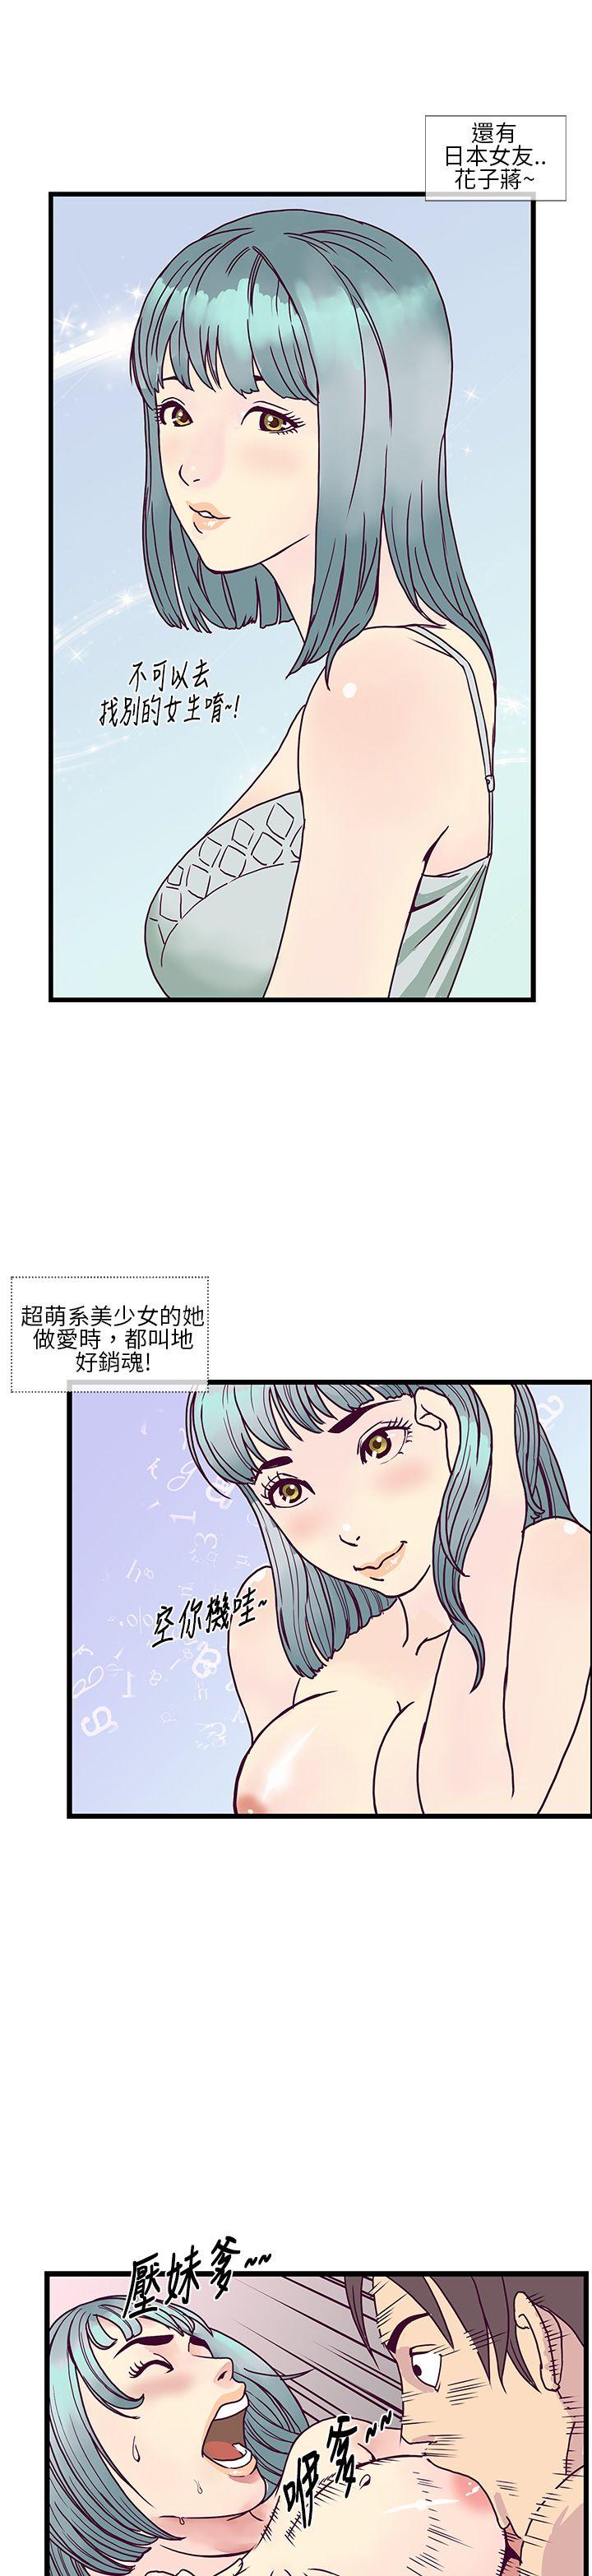 還有
日本女友..
花子蔣~
不可以去
找別的女生唷~!
超萌系美少女的她
做愛時，都叫地
好銷魂!
空你機哇~
壓妹爹~~
咿爹~~